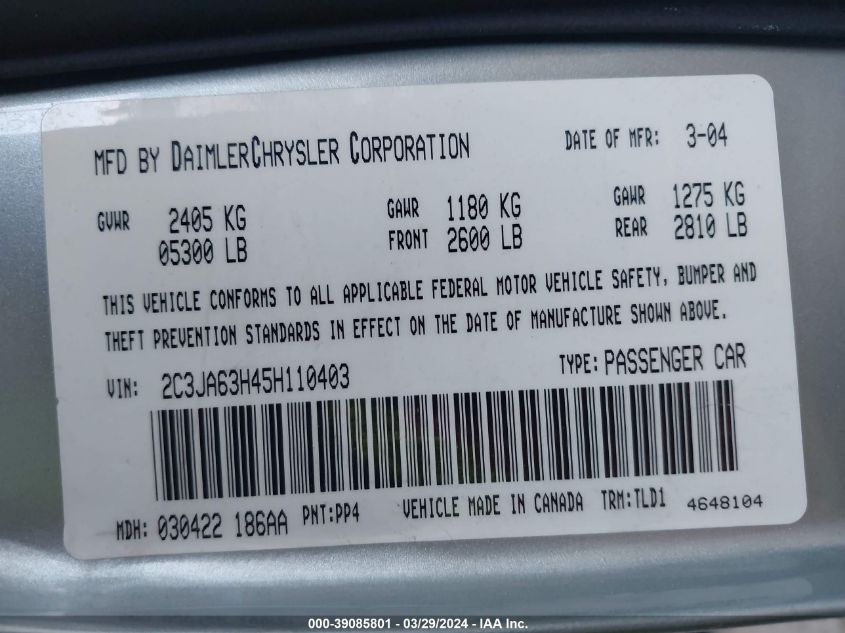 MFD BY DAIMLERCHRYSLER CORPORATION DATE OF MFR: 3-04
GVWR 2405 KG GAWR 1180 KG GAWR 1275 KG
05300 LB FRONT 2600 LB REAR 2810 LB
THIS VEHICLE CONFORMS TO ALL APPLICABLE FEDERAL MOTOR VEHICLE SAFETY, BUMPER AND
THEFT PREVENTION STANDARDS IN EFFECT ON THE DATE OF MANUFACTURE SHOWN ABOVE.
VIN: 2C3JA63H45H110403 TYPE: PASSENGER CAR
MDH: 030422 186AA PNT:PP4 VEHICLE MADE IN CANADA TRM:TLD1 4648104
000-39085801 - 03/29/2024 - IAA Inc.